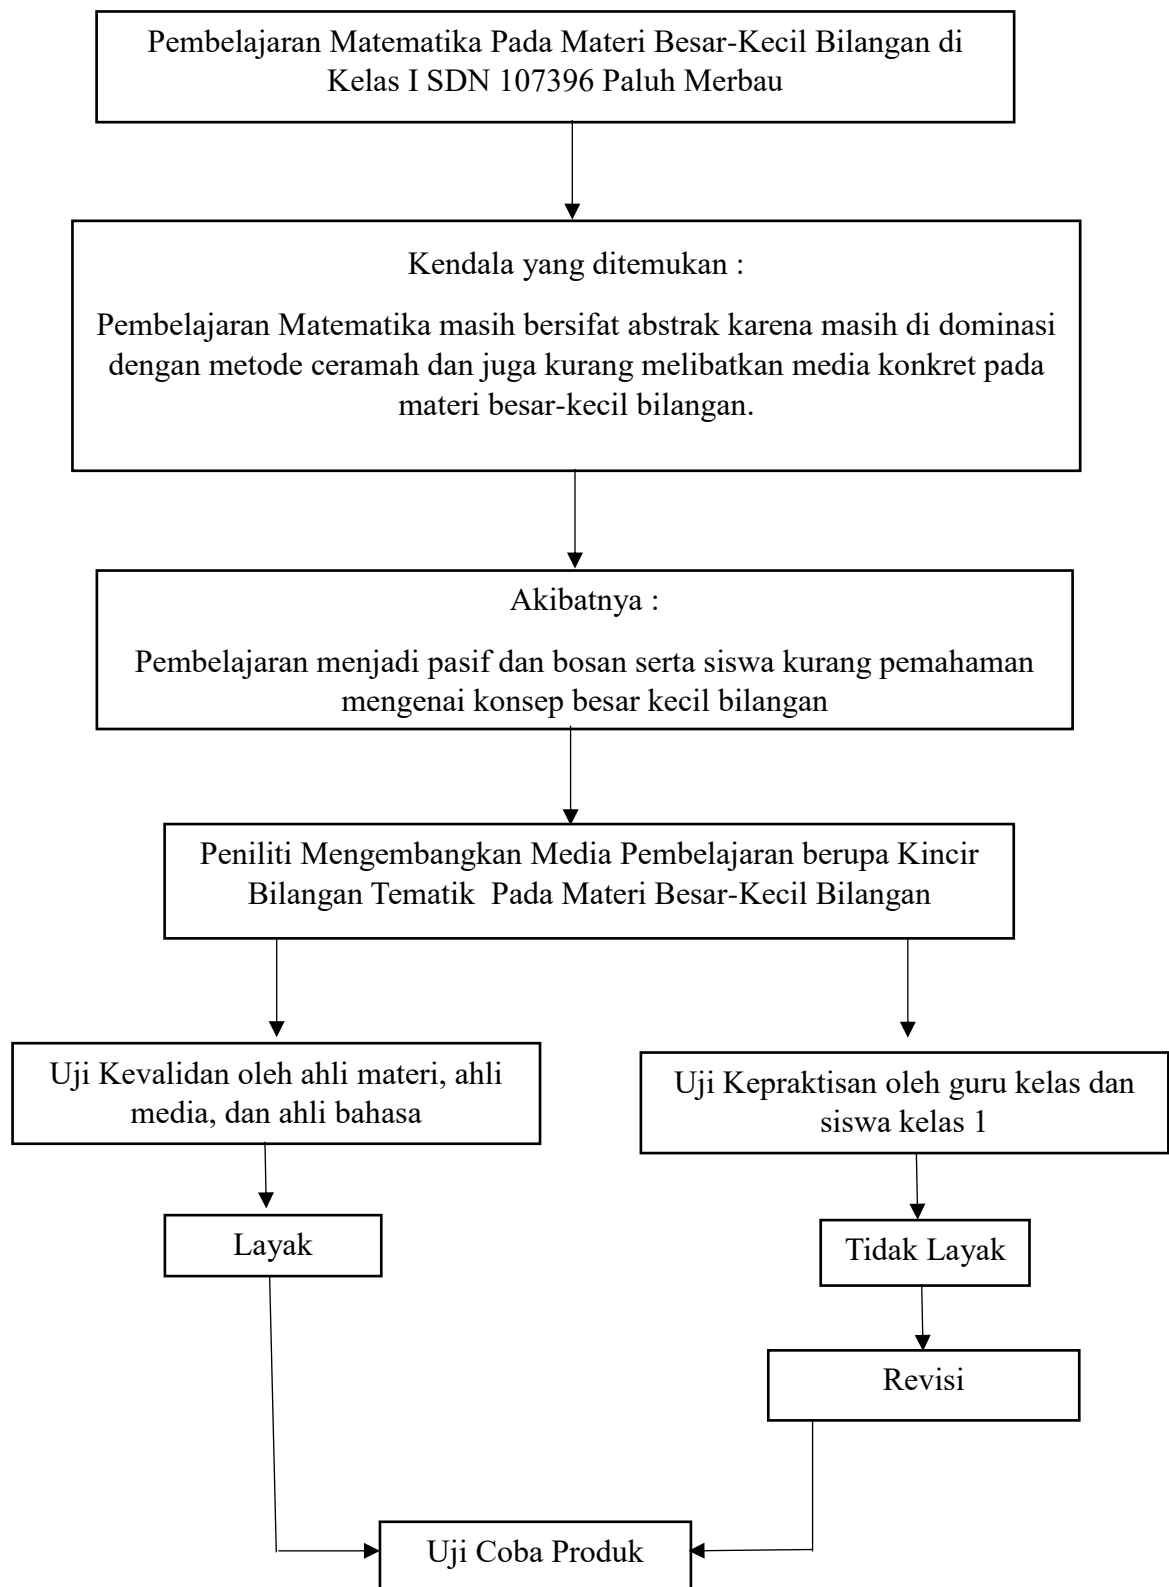 Pembelajaran Matematika Pada Materi Besar-Kecil Bilangan di
Kelas I SDN 107396 Paluh Merbau
Kendala yang ditemukan :
Pembelajaran Matematika masih bersifat abstrak karena masih di dominasi
dengan metode ceramah dan juga kurang melibatkan media konkret pada
materi besar-kecil bilangan.
Akibatnya :
Pembelajaran menjadi pasif dan bosan serta siswa kurang pemahaman
mengenai konsep besar kecil bilangan
Peniliti Mengembangkan Media Pembelajaran berupa Kincir
Bilangan Tematik Pada Materi Besar-Kecil Bilangan
Uji Kevalidan oleh ahli materi, ahli
media, dan ahli bahasa
Uji Kepraktisan oleh guru kelas dan
siswa kelas 1
Layak
Tidak Layak
Revisi
Uji Coba Produk